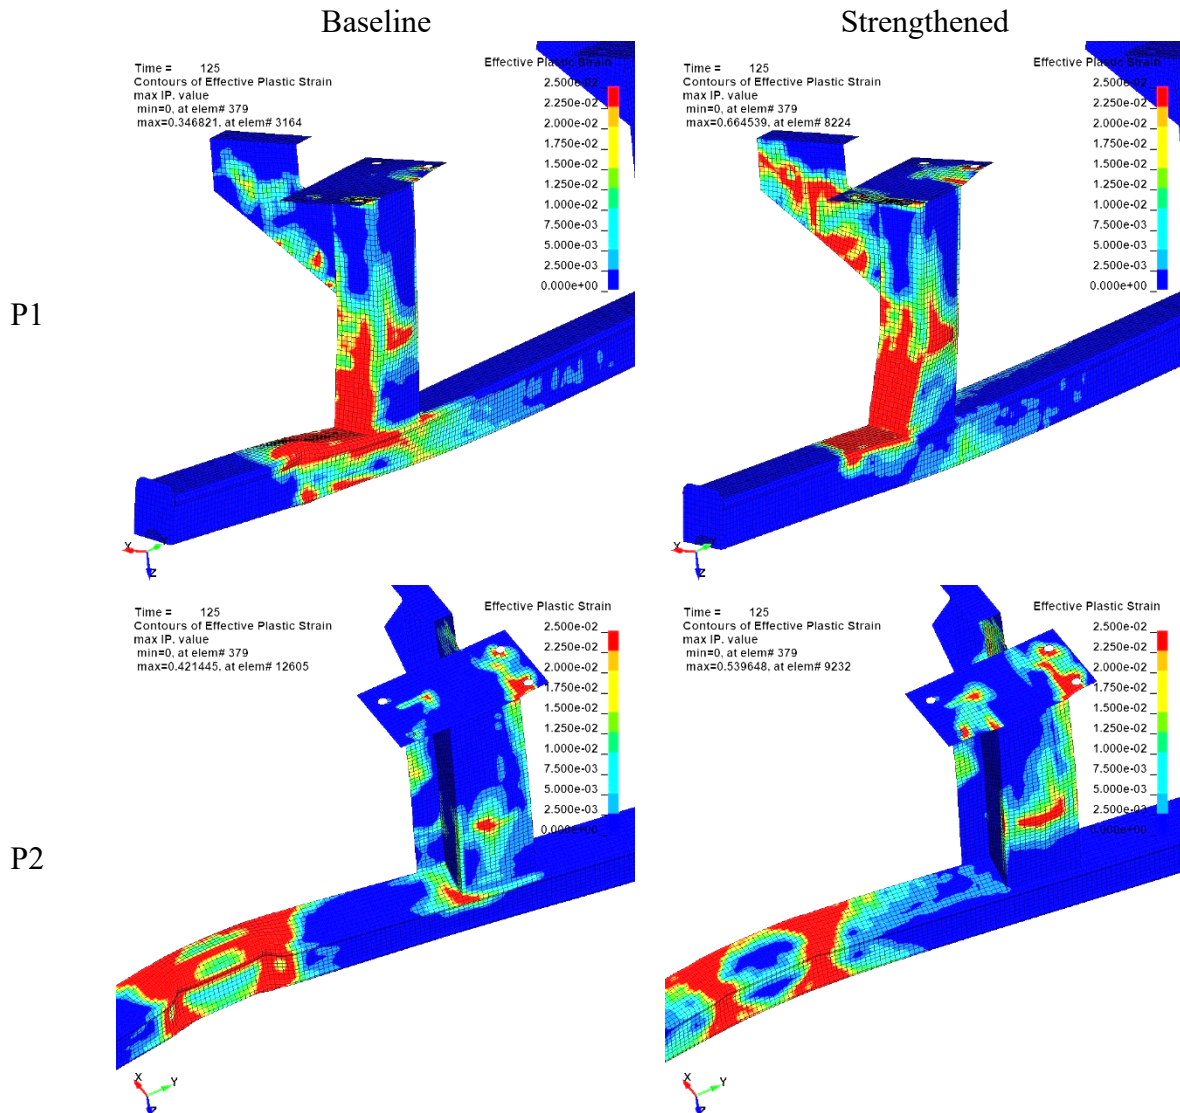 Baseline
Strengthened
P1
Time = 125
Contours of Effective Plastic Strain
max IP. value
min=0, at elem# 379
max=0.346821, at elem# 3164
Effective Plastic Strain
2.500e-02
2.250e-02
2.000e-02
1.750e-02
1.500e-02
1.250e-02
1.000e-02
7.500e-03
5.000e-03
2.500e-03
0.000e+00
X
Z
Time = 125
Contours of Effective Plastic Strain
max IP. value
min=0, at elem# 379
max=0.664539, at elem# 8224
Effective Plastic Strain
2.500e-02
2.250e-02
2.000e-02
1.750e-02
1.500e-02
1.250e-02
1.000e-02
7.500e-03
5.000e-03
2.500e-03
0.000e+00
X
Z
P2
Time = 125
Contours of Effective Plastic Strain
max IP. value
min=0, at elem# 379
max=0.421445, at elem# 12605
Effective Plastic Strain
2.500e-02
2.250e-02
2.000e-02
1.750e-02
1.500e-02
1.250e-02
1.000e-02
7.500e-03
5.000e-03
2.500e-03
0.000e+00
X
Y
Time = 125
Contours of Effective Plastic Strain
max IP. value
min=0, at elem# 379
max=0.539648, at elem# 9232
Effective Plastic Strain
2.500e-02
2.250e-02
2.000e-02
1.750e-02
1.500e-02
1.250e-02
1.000e-02
7.500e-03
5.000e-03
2.500e-03
0.000e+00
X
Y